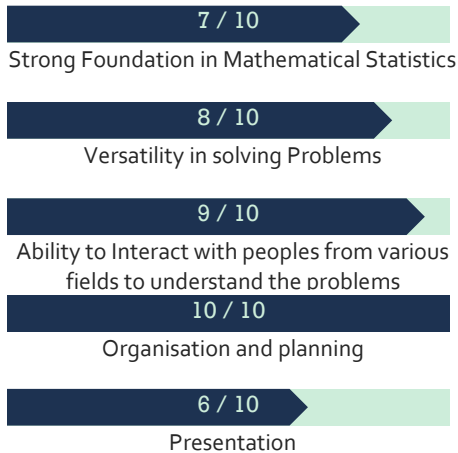 7 / 10
Strong Foundation in Mathematical Statistics
8 / 10
Versatility in solving Problems
9 / 10
Ability to Interact with peoples from various
fields to understand the problems
10 / 10
Organisation and planning
6 / 10
Presentation